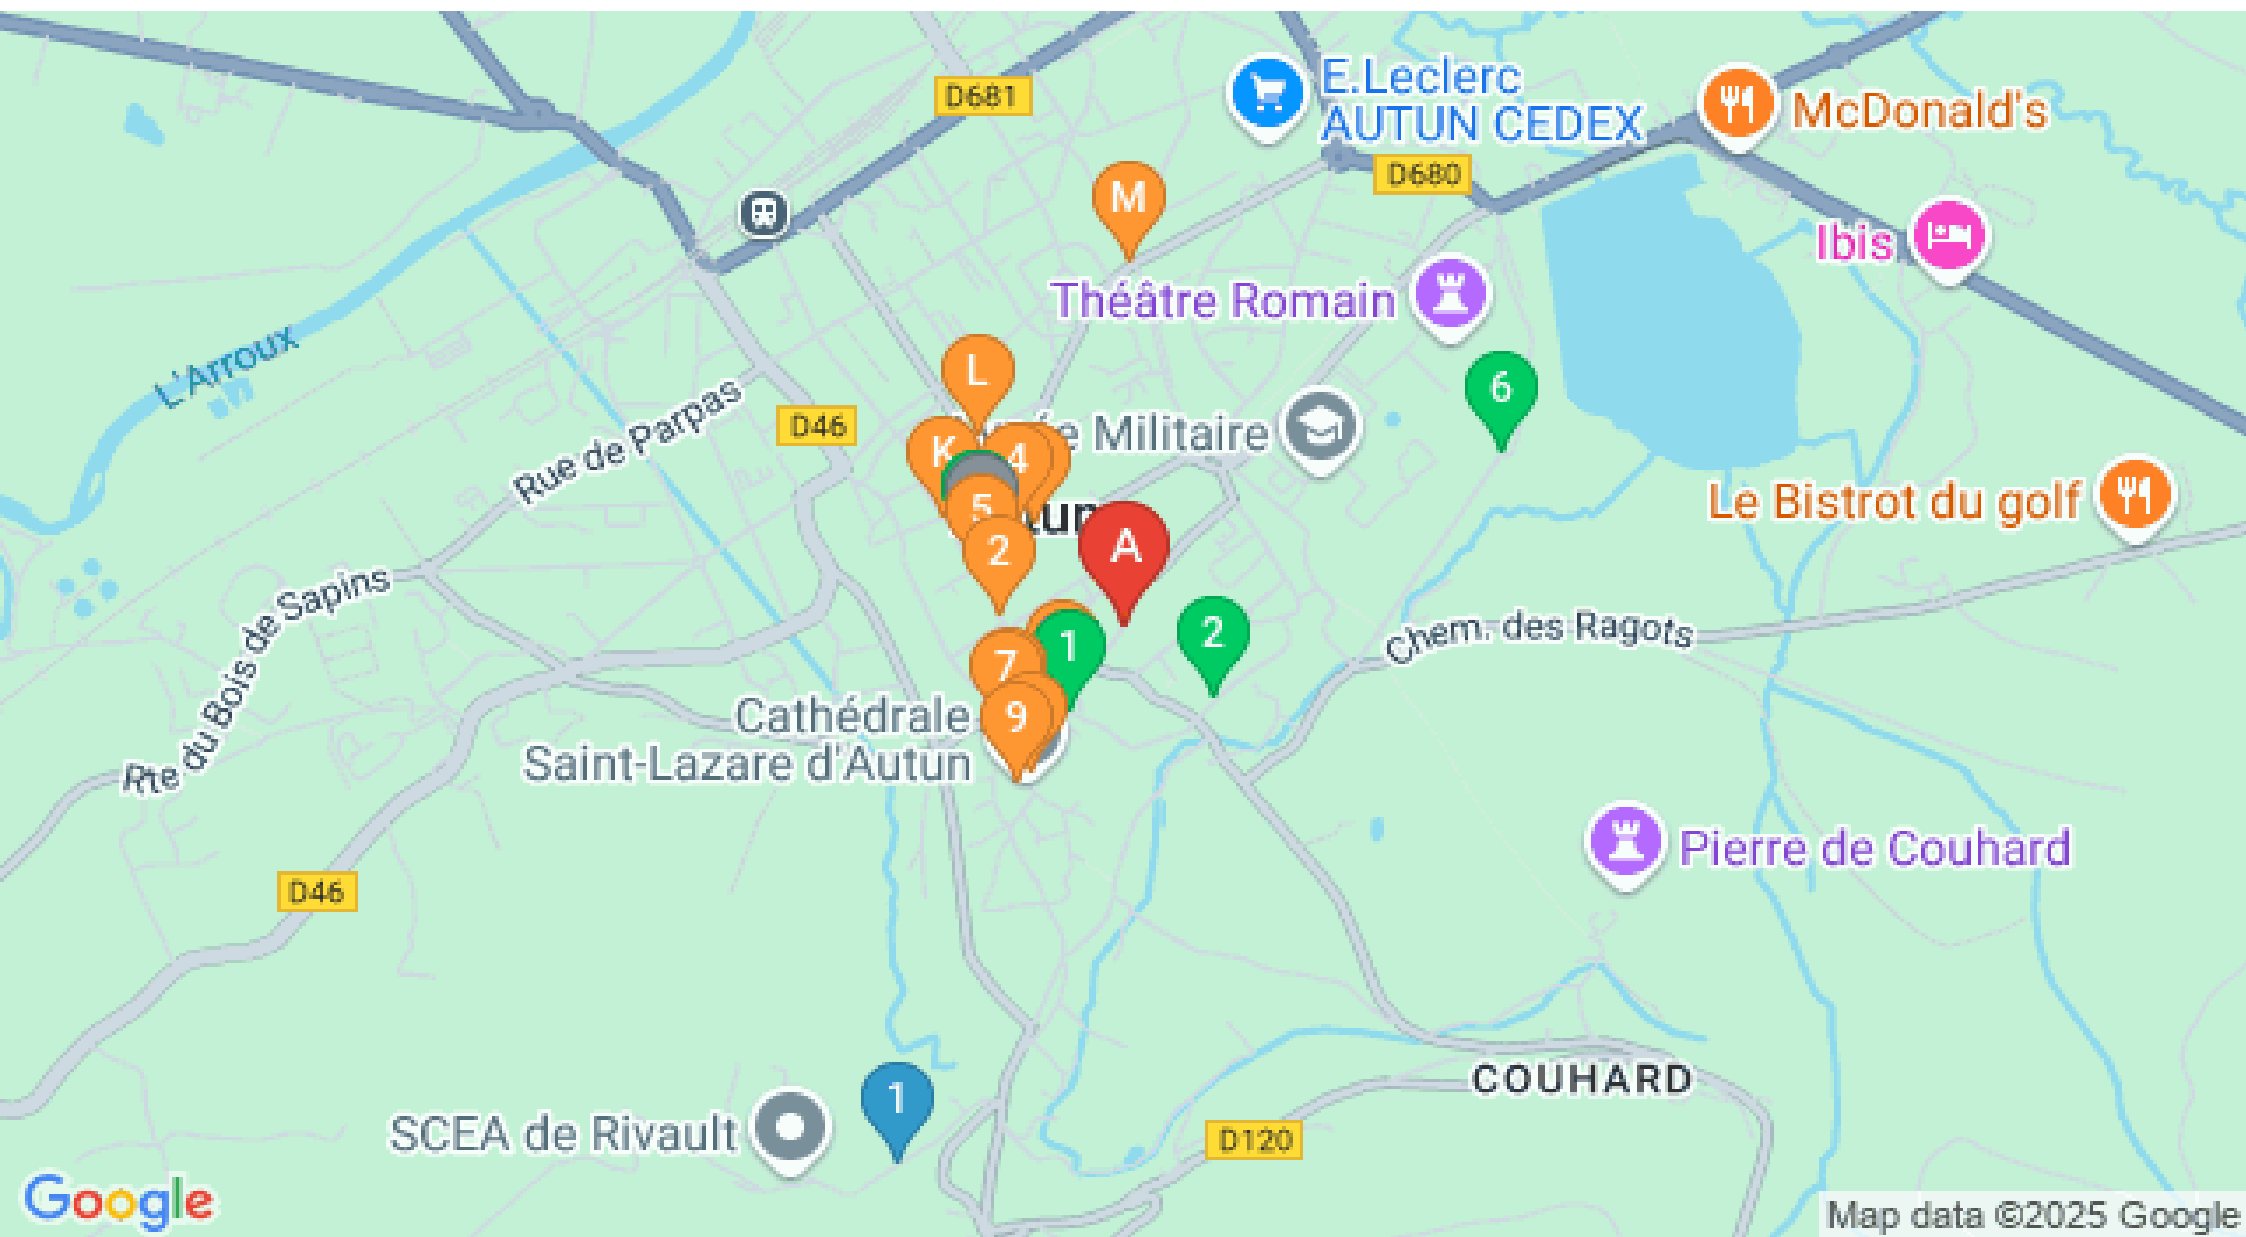 D681
E.Leclerc
AUTUN CEDEX
McDonald's
D680
M
Ibis
Théâtre Romain
L'Arroux
L
6
Rue de Parpas
D46
K
4
Militaire
5
Le Bistrot du golf
2
A
Rte du Bois de Sapins
1
2
Chem. des Ragots
7
Cathédrale
9
Saint-Lazare d'Autun
Pierre de Couhard
D46
COUHARD
1
SCEA de Rivault
D120
Google
Map data ©2025 Google